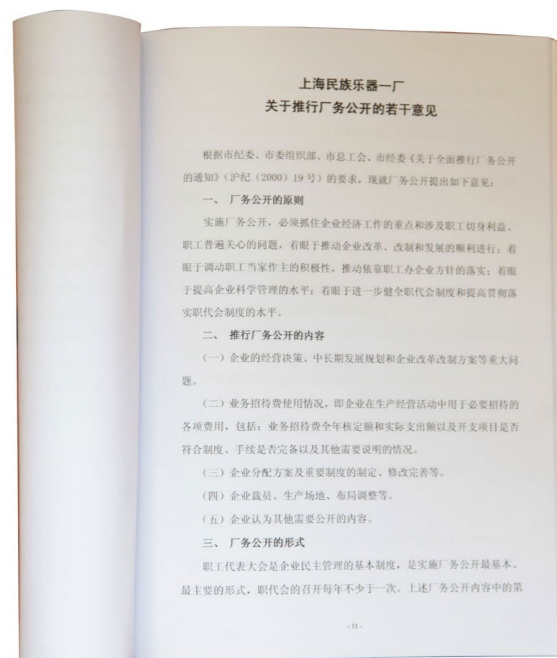 上海民族乐器一厂
关于推行厂务公开的若干意见
根据市纪委、市委组织部、市总工会、市经委《关于全面推行厂务公开
的通知》（沪纪（2000）19号）的要求，现就厂务公开提出如下意见：
一、 厂务公开的原则
实施厂务公开，必须抓住企业经济工作的重点和涉及职工切身利益、
职工普遍关心的问题，着眼于推动企业改革、改制和发展的顺利进行；着
眼于调动职工当家作主的积极性，推动依靠职工办企业方针的落实；着眼
于提高企业科学管理的水平；着眼于进一步健全职代会制度和提高贯彻落
实职代会制度的水平。
二、 推行厂务公开的内容
（一）企业的经营决策、中长期发展规划和企业改革改制方案等重大问
题。
（二）业务招待费使用情况，即企业在生产经营活动中用于必要招待的
各项费用，包括：业务招待费全年核定额和实际支出额以及开支项目是否
符合制度、手续是否完备以及其他需要说明的情况。
（三）企业分配方案及重要制度的制定、修改完善等。
（四）企业裁员、生产场地、布局调整等。
（五）企业认为其他需要公开的内容。
三、 厂务公开的形式
职工代表大会是企业民主管理的基本制度，是实施厂务公开最基本、
最主要的形式，职代会的召开每年不少于一次。上述厂务公开内容中的第